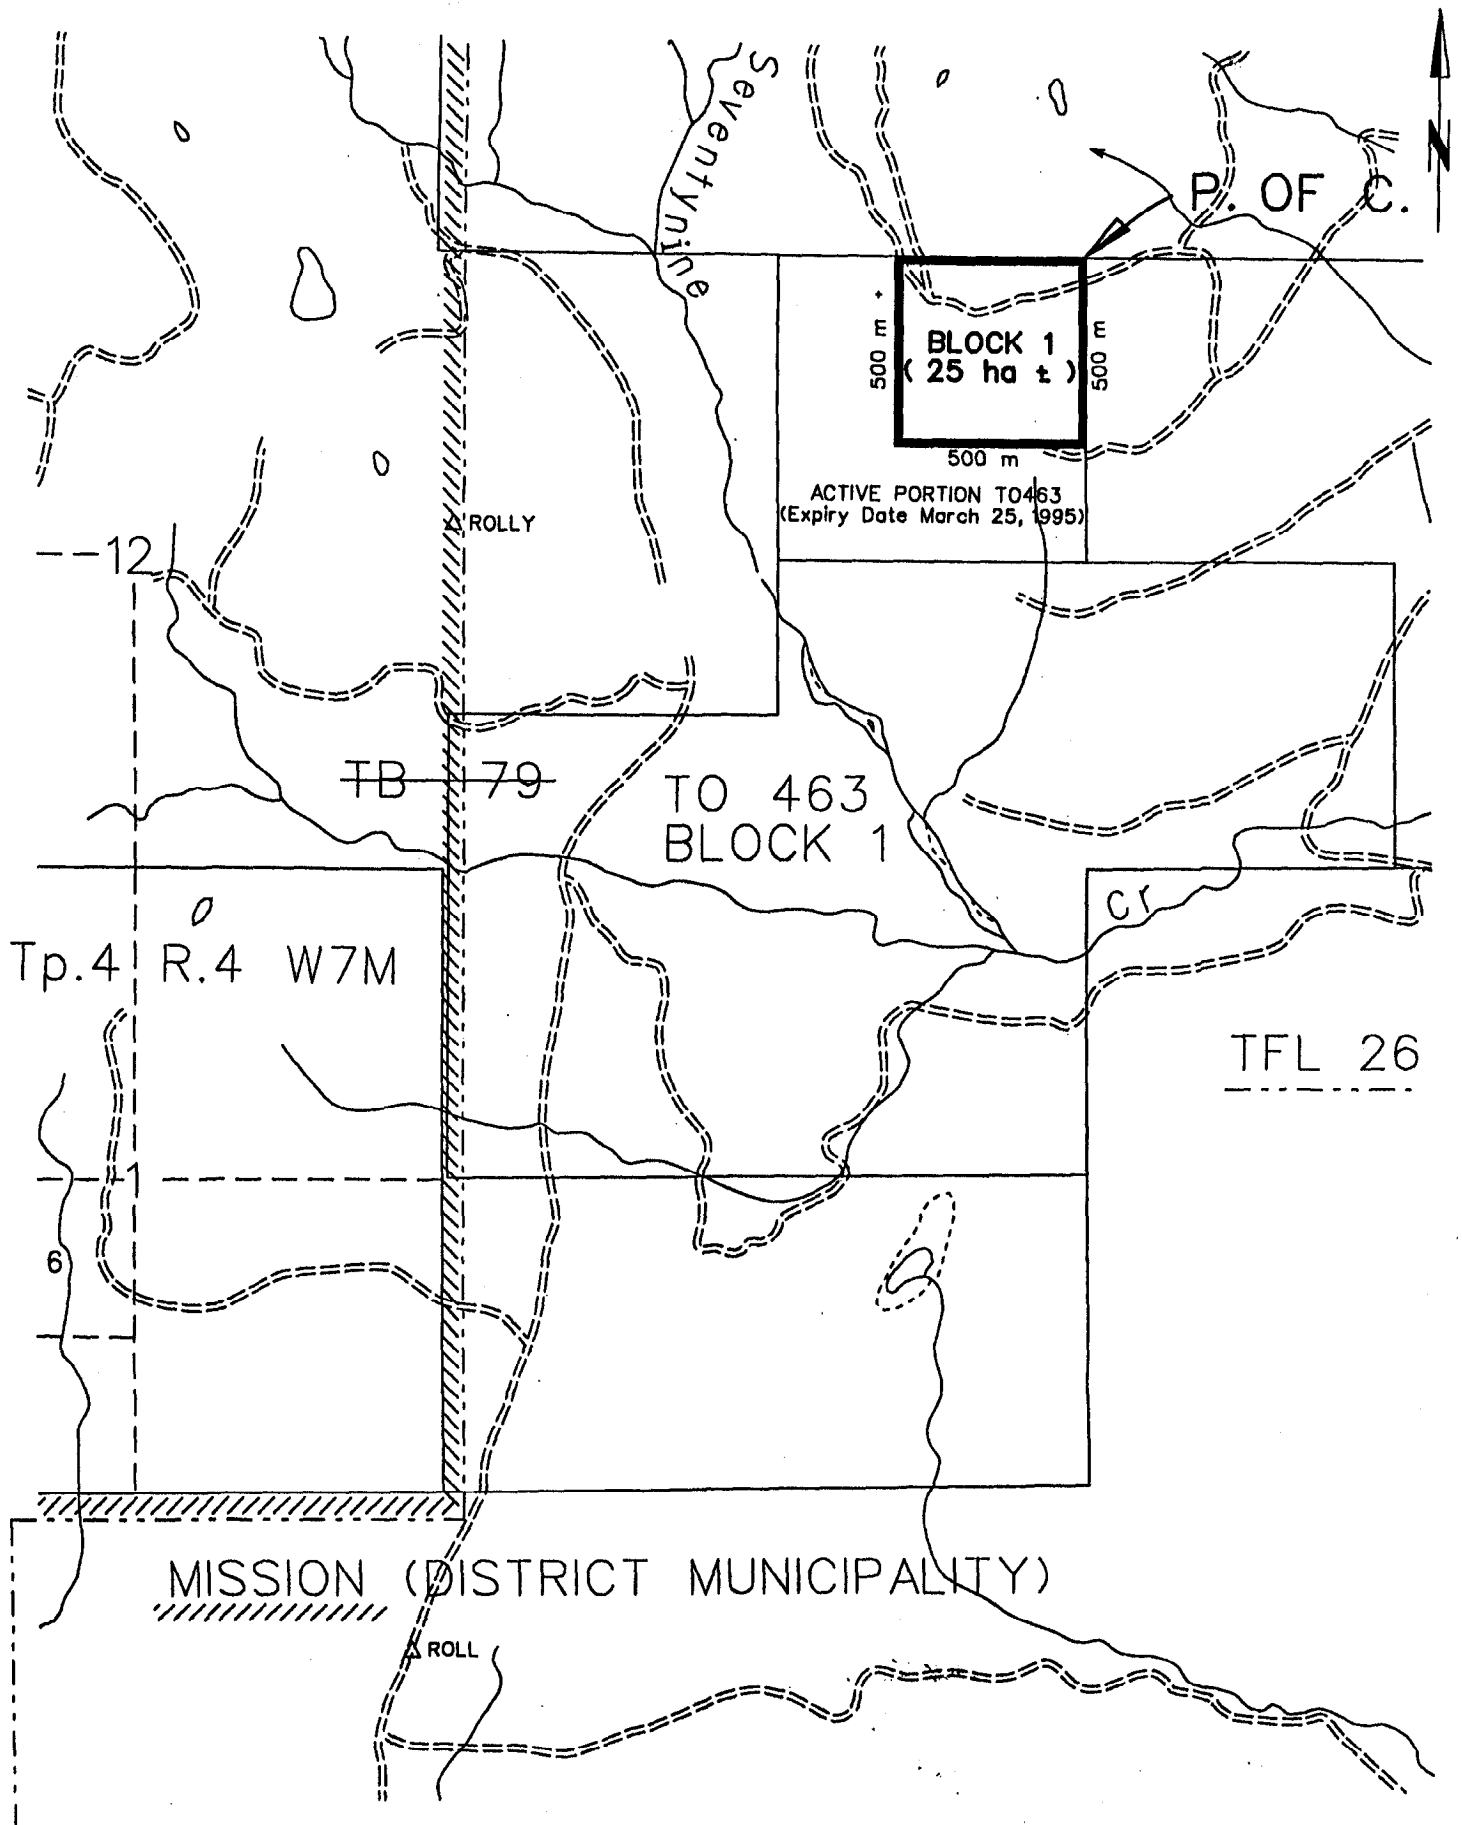 Seventynine
N
P. OF C.
500 m ±
BLOCK 1
( 25 ha ± )
500 m
500 m
ACTIVE PORTION TO463
(Expiry Date March 25, 1995)
ROLLY
12
TB 79
TO 463
BLOCK 1
Cr
Tp.4 R.4 W7M
TFL 26
6
MISSION (DISTRICT MUNICIPALITY)
ROLL